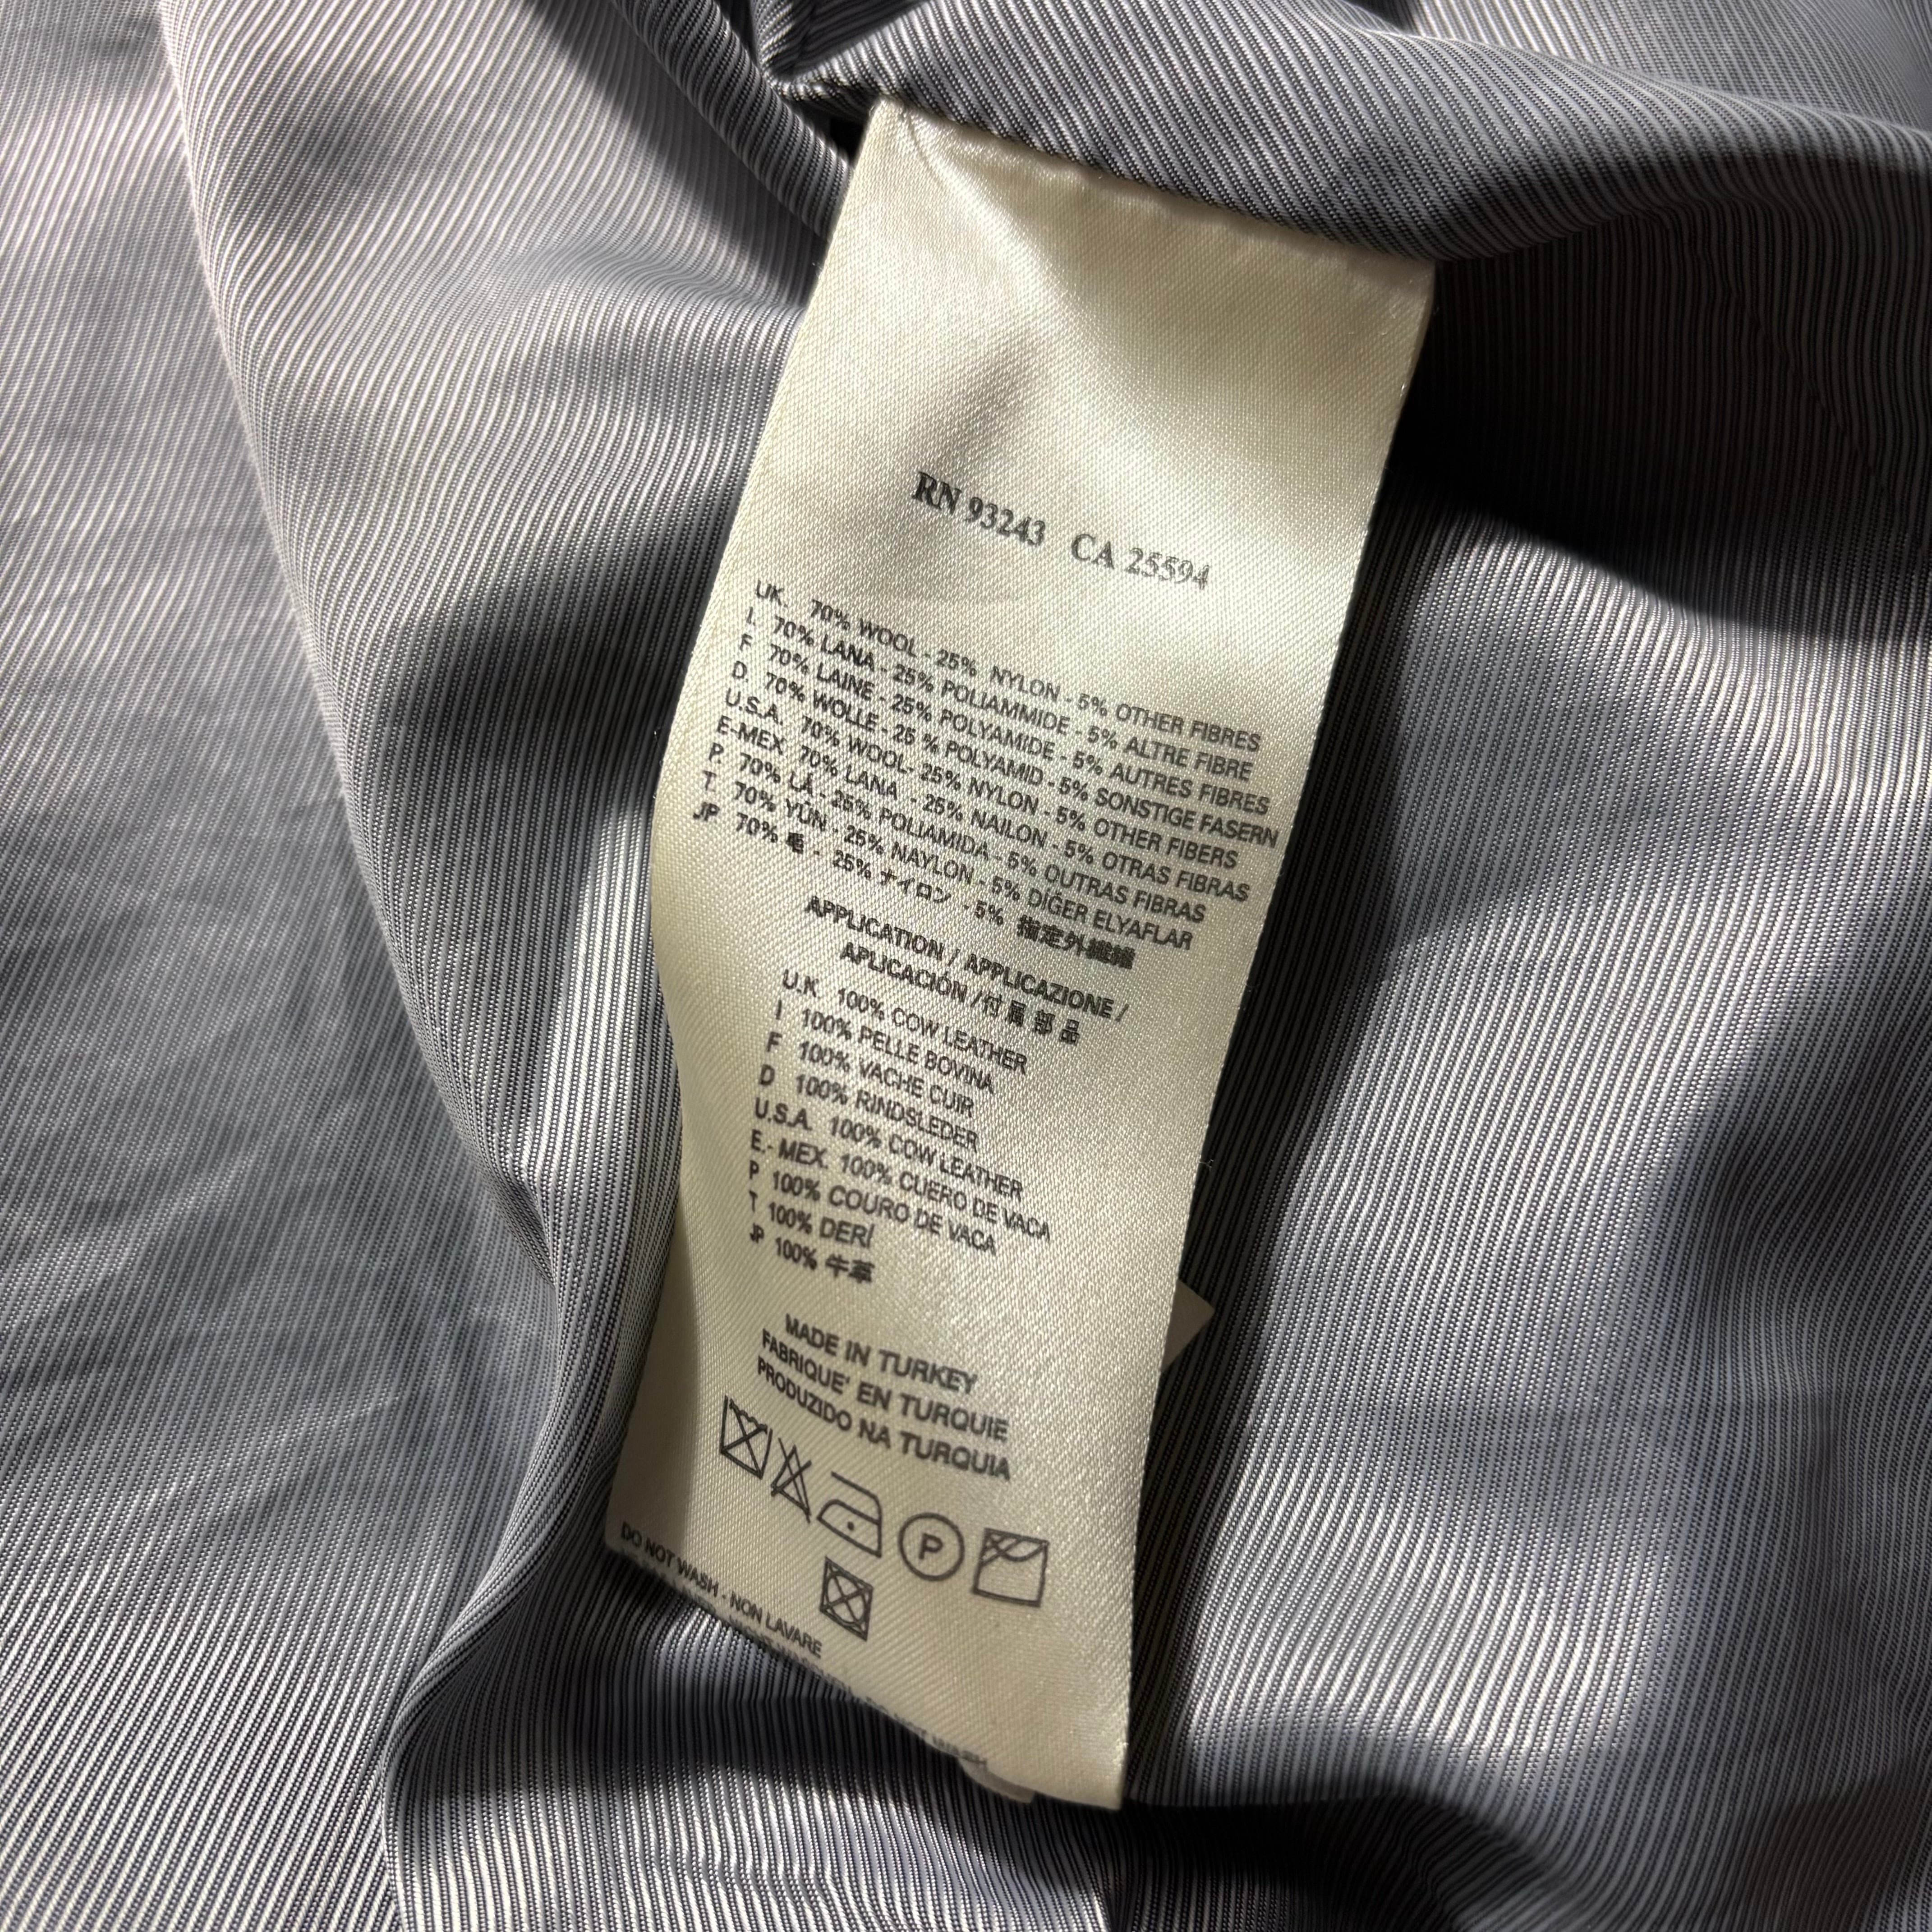 RN 93243 CA 25594
UK. 70% WOOL - 25% NYLON - 5% OTHER FIBRES
I. 70% LANA - 25% POLIAMMIDE - 5% ALTRE FIBRE
F 70% LAINE - 25% POLYAMIDE - 5% AUTRES FIBRES
D. 70% WOLLE - 25 % POLYAMID - 5% SONSTIGE FASERN
U.S.A. 70% WOOL- 25% NYLON - 5% OTHER FIBERS
E-MEX. 70% LANA - 25% NAILON - 5% OTRAS FIBRAS
P. 70% LÃ - 25% POLIAMIDA - 5% OUTRAS FIBRAS
T. 70% YÜN - 25% NAYLON - 5% DİĞER ELYAFLAR
JP 70% 毛 - 25% ナイロン - 5% 指定外繊維
APPLICATION / APPLICAZIONE /
APLICACIÓN /付属部品
U.K 100% COW LEATHER
I 100% PELLE BOVINA
F 100% VACHE CUIR
D 100% RINDSLEDER
U.S.A. 100% COW LEATHER
E.- MEX. 100% CUERO DE VACA
P 100% COURO DE VACA
T 100% DERİ
JP 100% 牛革
MADE IN TURKEY
FABRIQUE' EN TURQUIE
PRODUZIDO NA TURQUIA
P
DO NOT WASH - NON LAVARE